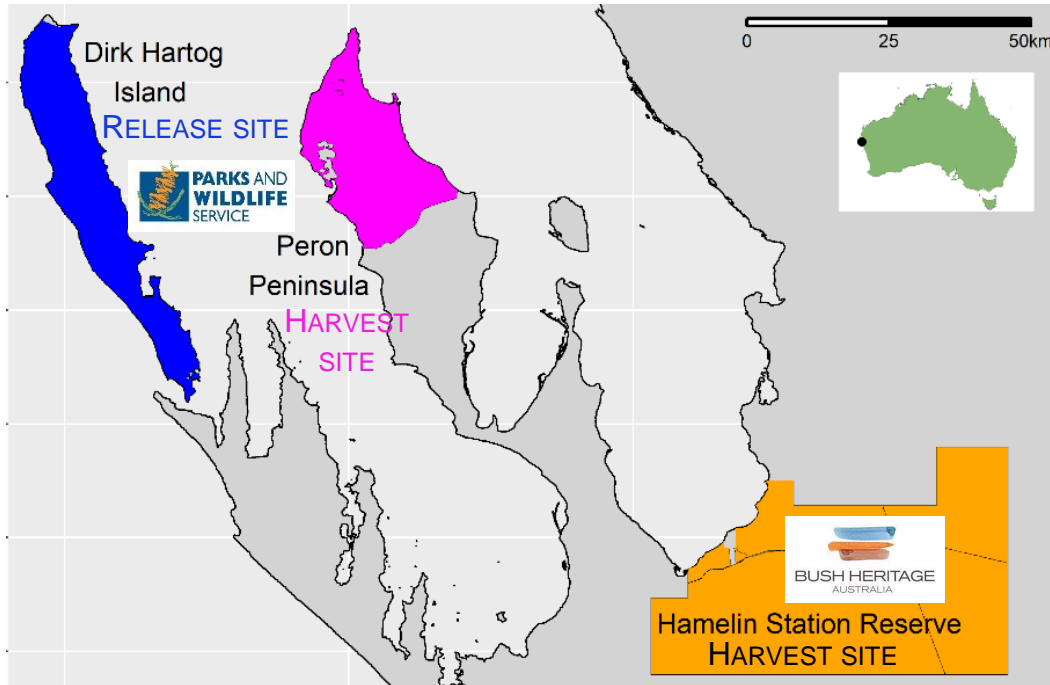 Dirk Hartog
Island
RELEASE SITE
PARKS AND
WILDLIFE
SERVICE
Peron
Peninsula
HARVEST
SITE
0 25 50km
BUSH HERITAGE
AUSTRALIA
Hamelin Station Reserve
HARVEST SITE